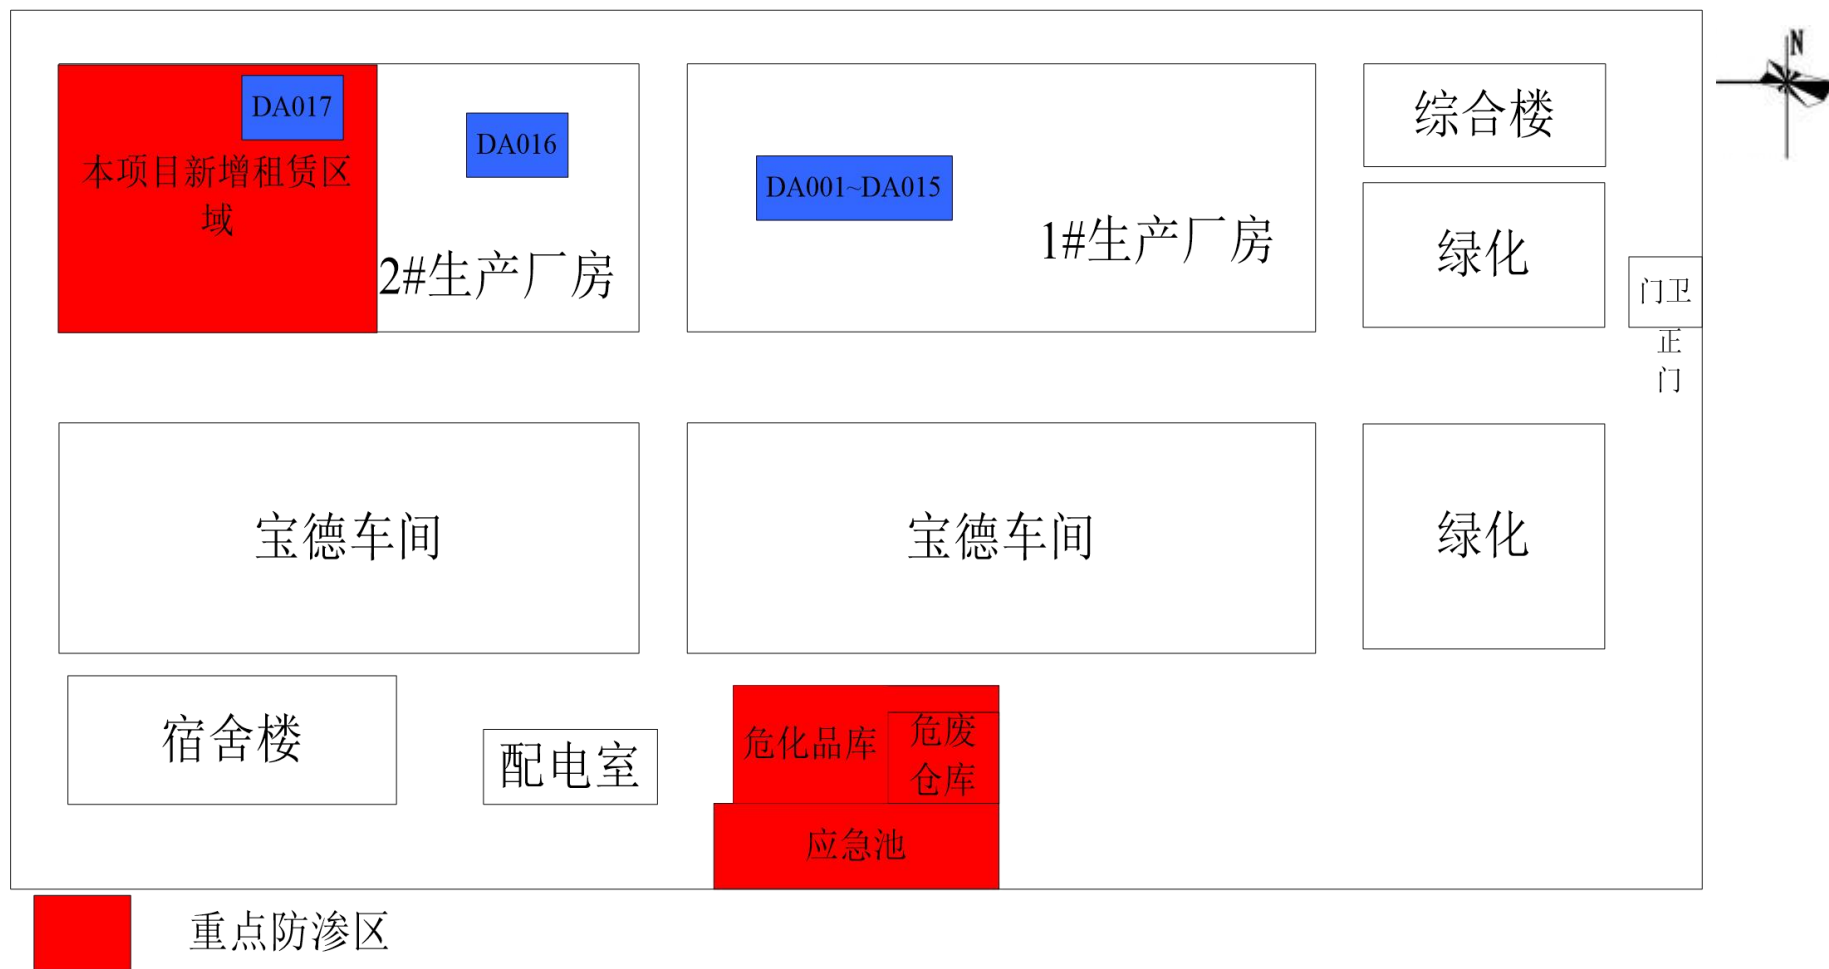 N
DA017
DA016
DA001~DA015
本项目新增租赁区
域
2#生产厂房
1#生产厂房
综合楼
绿化
门卫
正
门
宝德车间
宝德车间
绿化
宿舍楼
配电室
危化品库
危废
仓库
应急池
重点防渗区